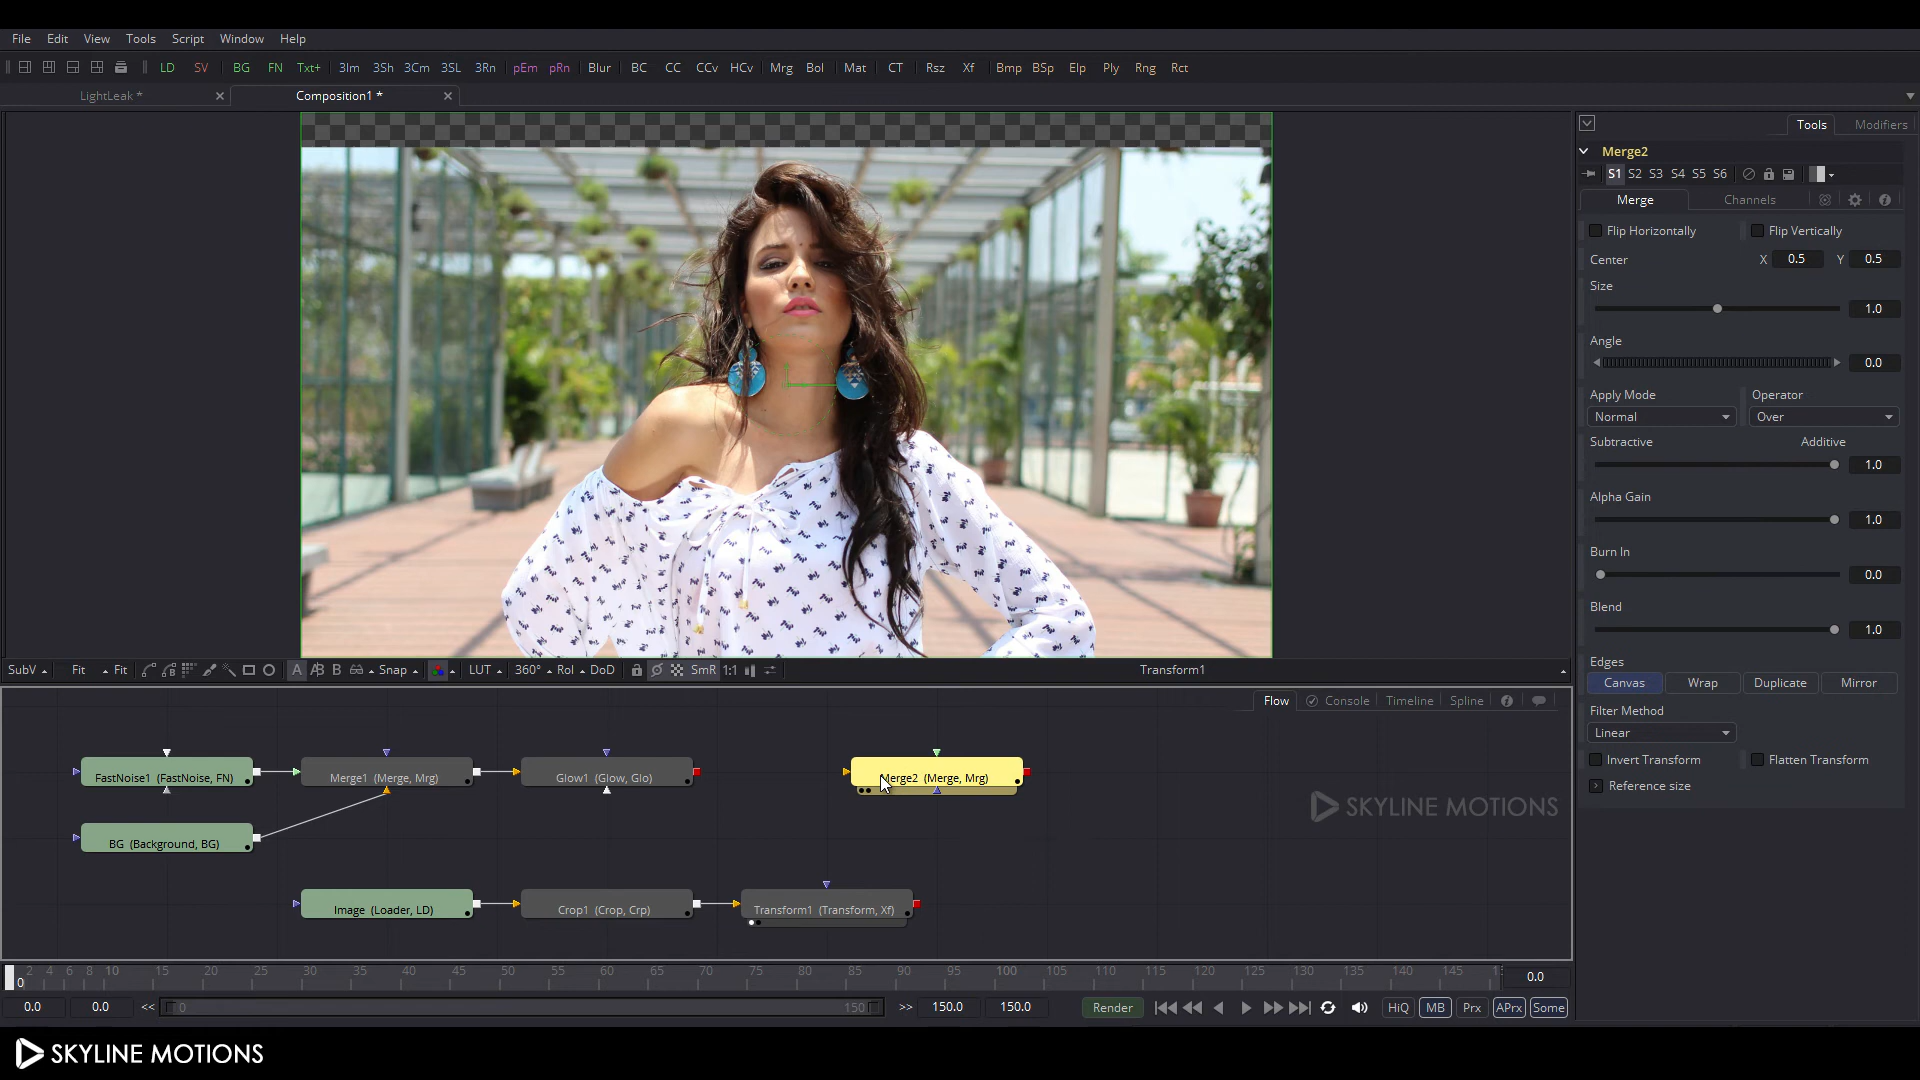 File Edit View Tools Script Window Help
LD SV BG FN Txt+ 3Im 3Sh 3Cm 3SL 3Rn pEm pRn Blur BC CC CCv HCv Mrg Bol Mat CT Rsz Xf Bmp BSp Elp Ply Rng Rct
LightLeak * Composition1 *
Tools Modifiers
Merge2
S1 S2 S3 S4 S5 S6
Merge Channels
Flip Horizontally Flip Vertically
Center X 0.5 Y 0.5
Size
1.0
Angle
0.0
Apply Mode Operator
Normal Over
Subtractive Additive
1.0
Alpha Gain
1.0
Burn In
0.0
Blend
1.0
Edges
Canvas Wrap Duplicate Mirror
Filter Method
Linear
Invert Transform Flatten Transform
Reference size
SubV Fit Fit A B Snap LUT 360° RoI DoD SmR 1:1 Transform1
Flow Console Timeline Spline
FastNoise1 (FastNoise, FN) Merge1 (Merge, Mrg) Glow1 (Glow, Glo) Merge2 (Merge, Mrg)
SKYLINE MOTIONS
BG (Background, BG)
Image (Loader, LD) Crop1 (Crop, Crp) Transform1 (Transform, Xf)
0 2 4 6 8 10 15 20 25 30 35 40 45 50 55 60 65 70 75 80 85 90 95 100 105 110 115 120 125 130 135 140 145 0.0
0.0 0.0 << 0 150 >> 150.0 150.0 Render HiQ MB Prx APrx Some
SKYLINE MOTIONS